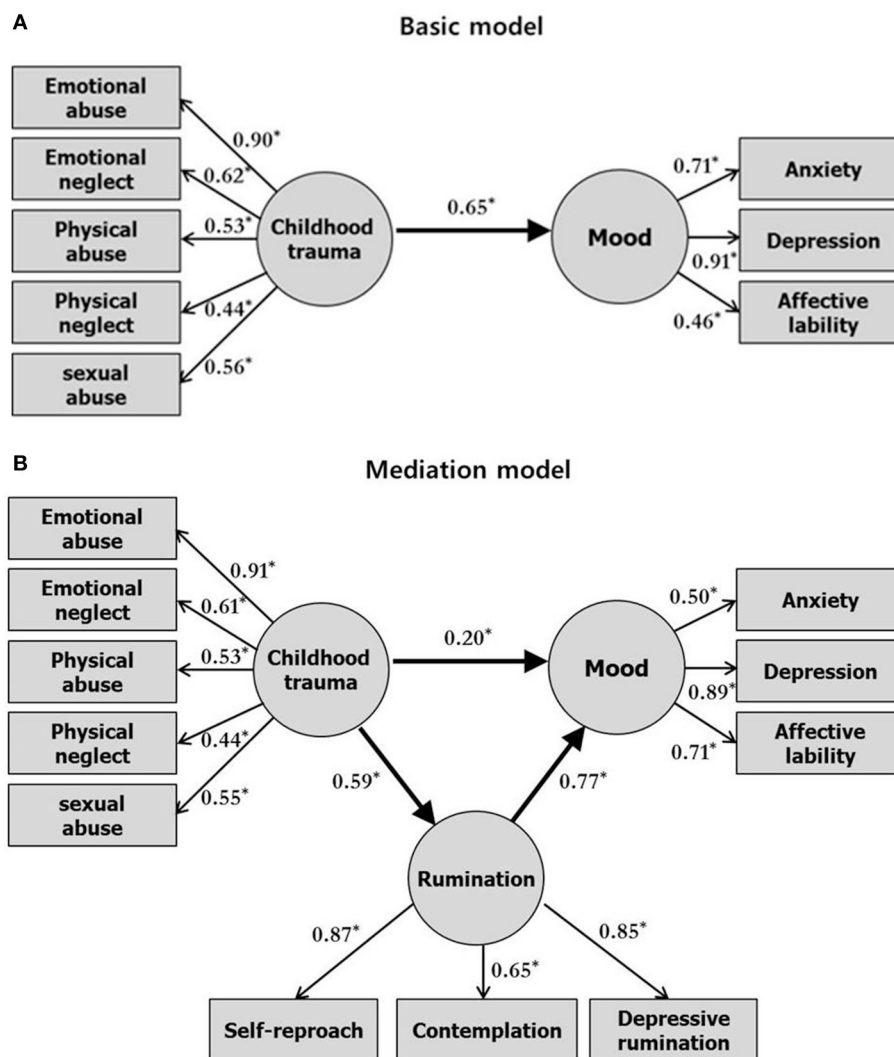 A
Basic model
Emotional
abuse
Emotional
neglect
Physical
abuse
Physical
neglect
sexual
abuse
0.90*
0.62*
0.53*
0.44*
0.56*
Childhood
trauma
0.65*
Mood
0.71*
0.91*
0.46*
Anxiety
Depression
Affective
lability
B
Mediation model
Emotional
abuse
Emotional
neglect
Physical
abuse
Physical
neglect
sexual
abuse
0.91*
0.61*
0.53*
0.44*
0.55*
Childhood
trauma
0.20*
Mood
0.50*
0.89*
0.71*
Anxiety
Depression
Affective
lability
0.59*
0.77*
Rumination
0.87*
0.65*
0.85*
Self-reproach
Contemplation
Depressive
rumination